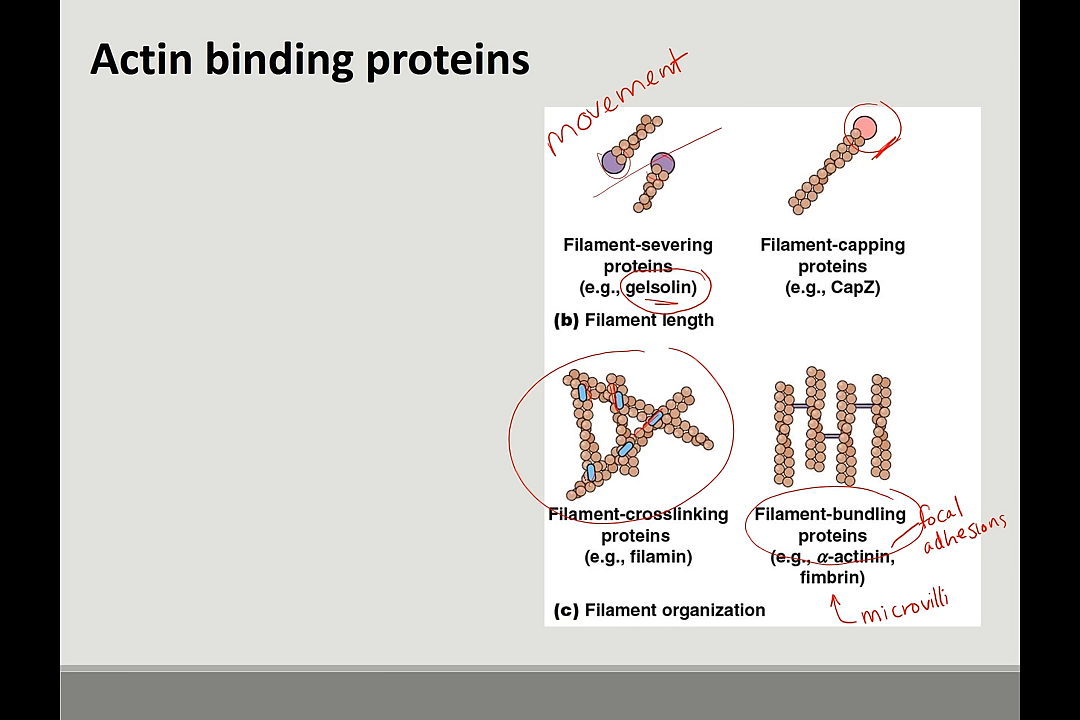 Actin binding proteins
movement
Filament-severing
proteins
(e.g., gelsolin)
Filament-capping
proteins
(e.g., CapZ)
(b) Filament length
Filament-crosslinking
proteins
(e.g., filamin)
Filament-bundling
proteins
(e.g., α-actinin,
fimbrin)
focal
adhesions
(c) Filament organization
microvilli